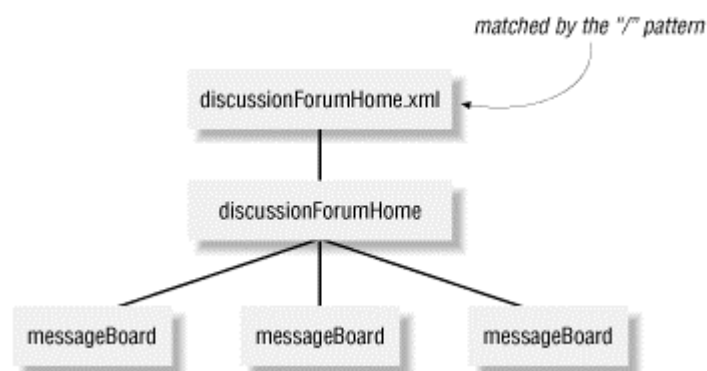 matched by the "/" pattern
discussionForumHome.xml
discussionForumHome
messageBoard
messageBoard
messageBoard